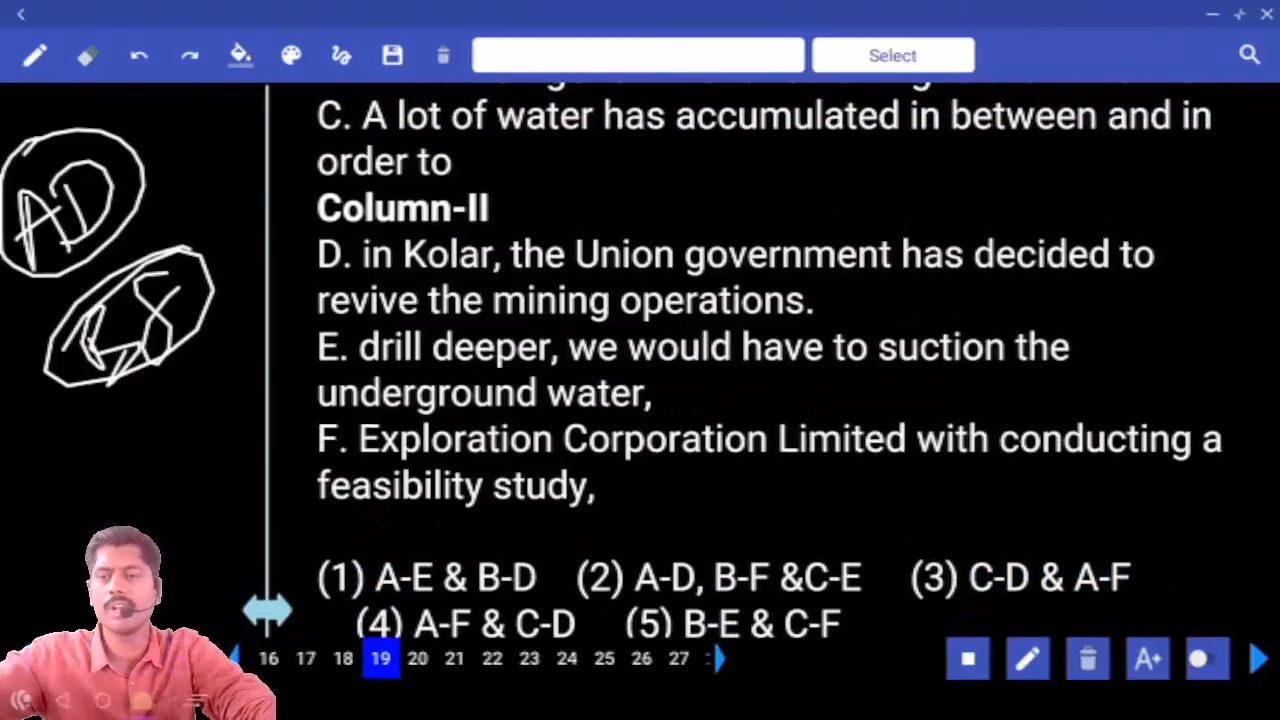 Select
C. A lot of water has accumulated in between and in
order to
Column-II
D. in Kolar, the Union government has decided to
revive the mining operations.
E. drill deeper, we would have to suction the
underground water,
F. Exploration Corporation Limited with conducting a
feasibility study,
(1) A-E & B-D (2) A-D, B-F &C-E (3) C-D & A-F
(4) A-F & C-D (5) B-E & C-F
AD
16 17 18 19 20 21 22 23 24 25 26 27
A+